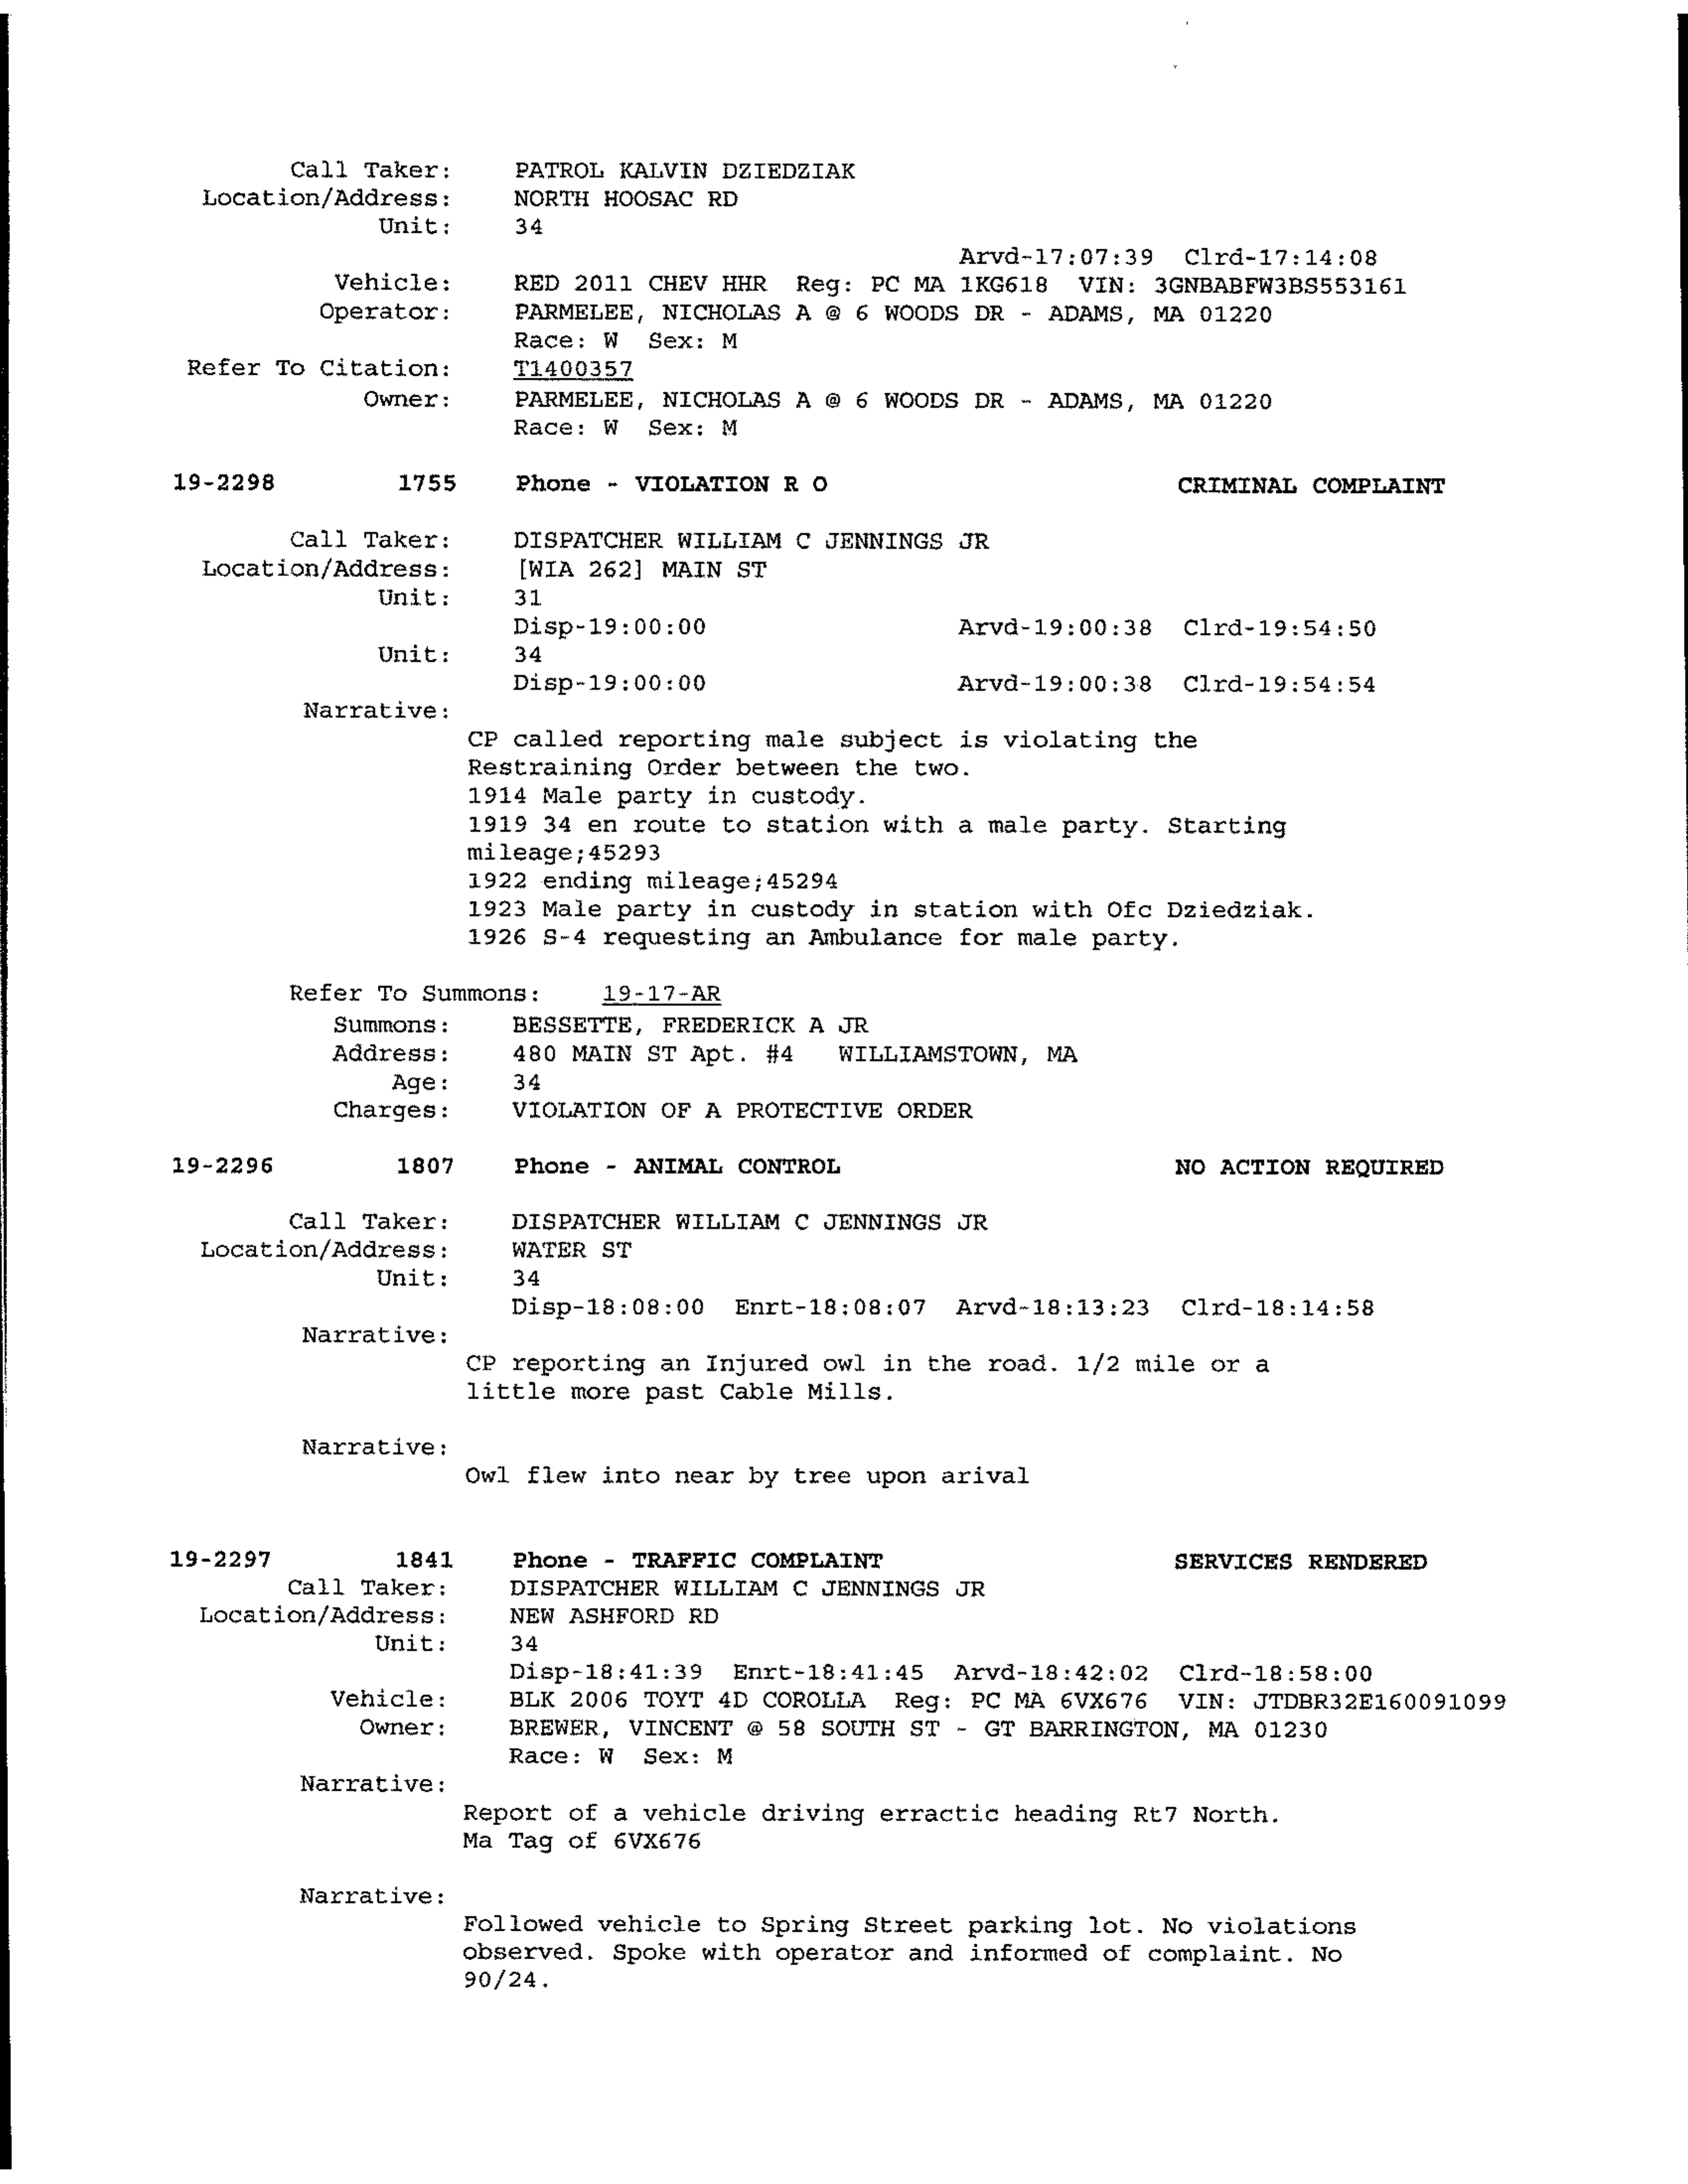 Call Taker: PATROL KALVIN DZIEDZIAK
Location/Address: NORTH HOOSAC RD
Unit: 34
Arvd-17:07:39 Clrd-17:14:08
Vehicle: RED 2011 CHEV HHR Reg: PC MA 1KG618 VIN: 3GNBABFW3BS553161
Operator: PARMELEE, NICHOLAS A @ 6 WOODS DR - ADAMS, MA 01220
Race: W Sex: M
Refer To Citation: T1400357
Owner: PARMELEE, NICHOLAS A @ 6 WOODS DR - ADAMS, MA 01220
Race: W Sex: M
19-2298 1755 Phone - VIOLATION R O CRIMINAL COMPLAINT
Call Taker: DISPATCHER WILLIAM C JENNINGS JR
Location/Address: [WIA 262] MAIN ST
Unit: 31
Disp-19:00:00 Arvd-19:00:38 Clrd-19:54:50
Unit: 34
Disp-19:00:00 Arvd-19:00:38 Clrd-19:54:54
Narrative:
CP called reporting male subject is violating the
Restraining Order between the two.
1914 Male party in custody.
1919 34 en route to station with a male party. Starting
mileage;45293
1922 ending mileage;45294
1923 Male party in custody in station with Ofc Dziedziak.
1926 S-4 requesting an Ambulance for male party.
Refer To Summons: 19-17-AR
Summons: BESSETTE, FREDERICK A JR
Address: 480 MAIN ST Apt. #4 WILLIAMSTOWN, MA
Age: 34
Charges: VIOLATION OF A PROTECTIVE ORDER
19-2296 1807 Phone - ANIMAL CONTROL NO ACTION REQUIRED
Call Taker: DISPATCHER WILLIAM C JENNINGS JR
Location/Address: WATER ST
Unit: 34
Disp-18:08:00 Enrt-18:08:07 Arvd-18:13:23 Clrd-18:14:58
Narrative:
CP reporting an Injured owl in the road. 1/2 mile or a
little more past Cable Mills.
Narrative:
Owl flew into near by tree upon arival
19-2297 1841 Phone - TRAFFIC COMPLAINT SERVICES RENDERED
Call Taker: DISPATCHER WILLIAM C JENNINGS JR
Location/Address: NEW ASHFORD RD
Unit: 34
Disp-18:41:39 Enrt-18:41:45 Arvd-18:42:02 Clrd-18:58:00
Vehicle: BLK 2006 TOYT 4D COROLLA Reg: PC MA 6VX676 VIN: JTDBR32E160091099
Owner: BREWER, VINCENT @ 58 SOUTH ST - GT BARRINGTON, MA 01230
Race: W Sex: M
Narrative:
Report of a vehicle driving erractic heading Rt7 North.
Ma Tag of 6VX676
Narrative:
Followed vehicle to Spring Street parking lot. No violations
observed. Spoke with operator and informed of complaint. No
90/24.